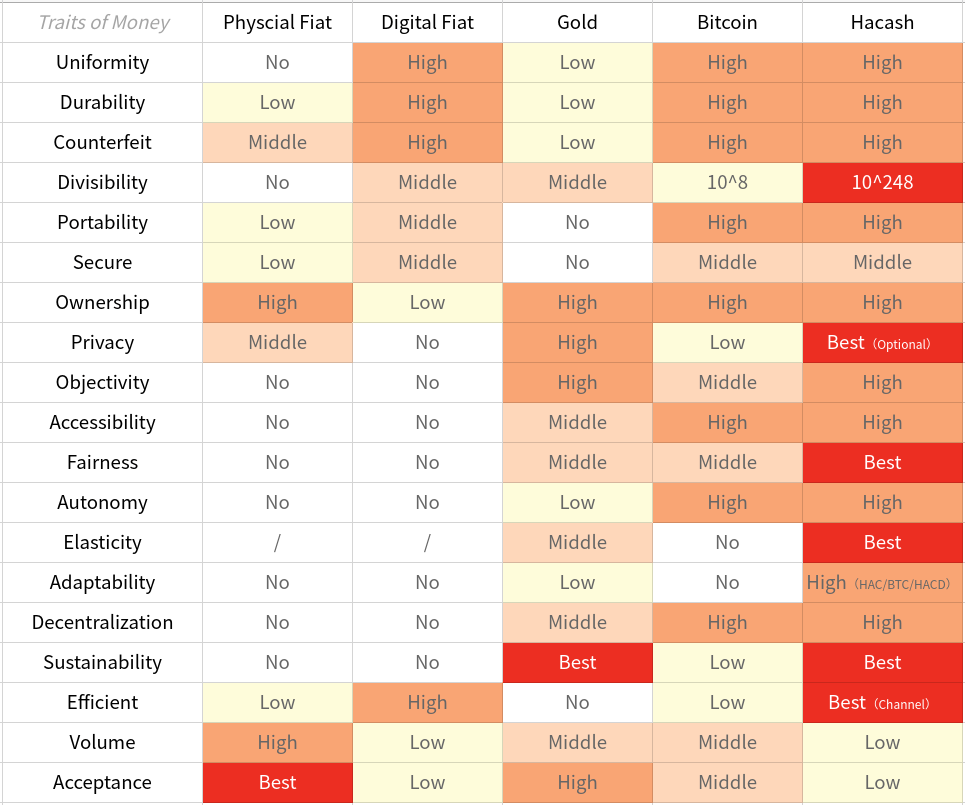 Traits of Money Physcial Fiat Digital Fiat Gold Bitcoin Hacash
Uniformity No High Low High High
Durability Low High Low High High
Counterfeit Middle High Low High High
Divisibility No Middle Middle 10^8 10^248
Portability Low Middle No High High
Secure Low Middle No Middle Middle
Ownership High Low High High High
Privacy Middle No High Low Best（Optional）
Objectivity No No High Middle High
Accessibility No No Middle High High
Fairness No No Middle Middle Best
Autonomy No No Low High High
Elasticity / / Middle No Best
Adaptability No No Low No High（HAC/BTC/HACD）
Decentralization No No Middle High High
Sustainability No No Best Low Best
Efficient Low High No Low Best（Channel）
Volume High Low Middle Middle Low
Acceptance Best Low High Middle Low